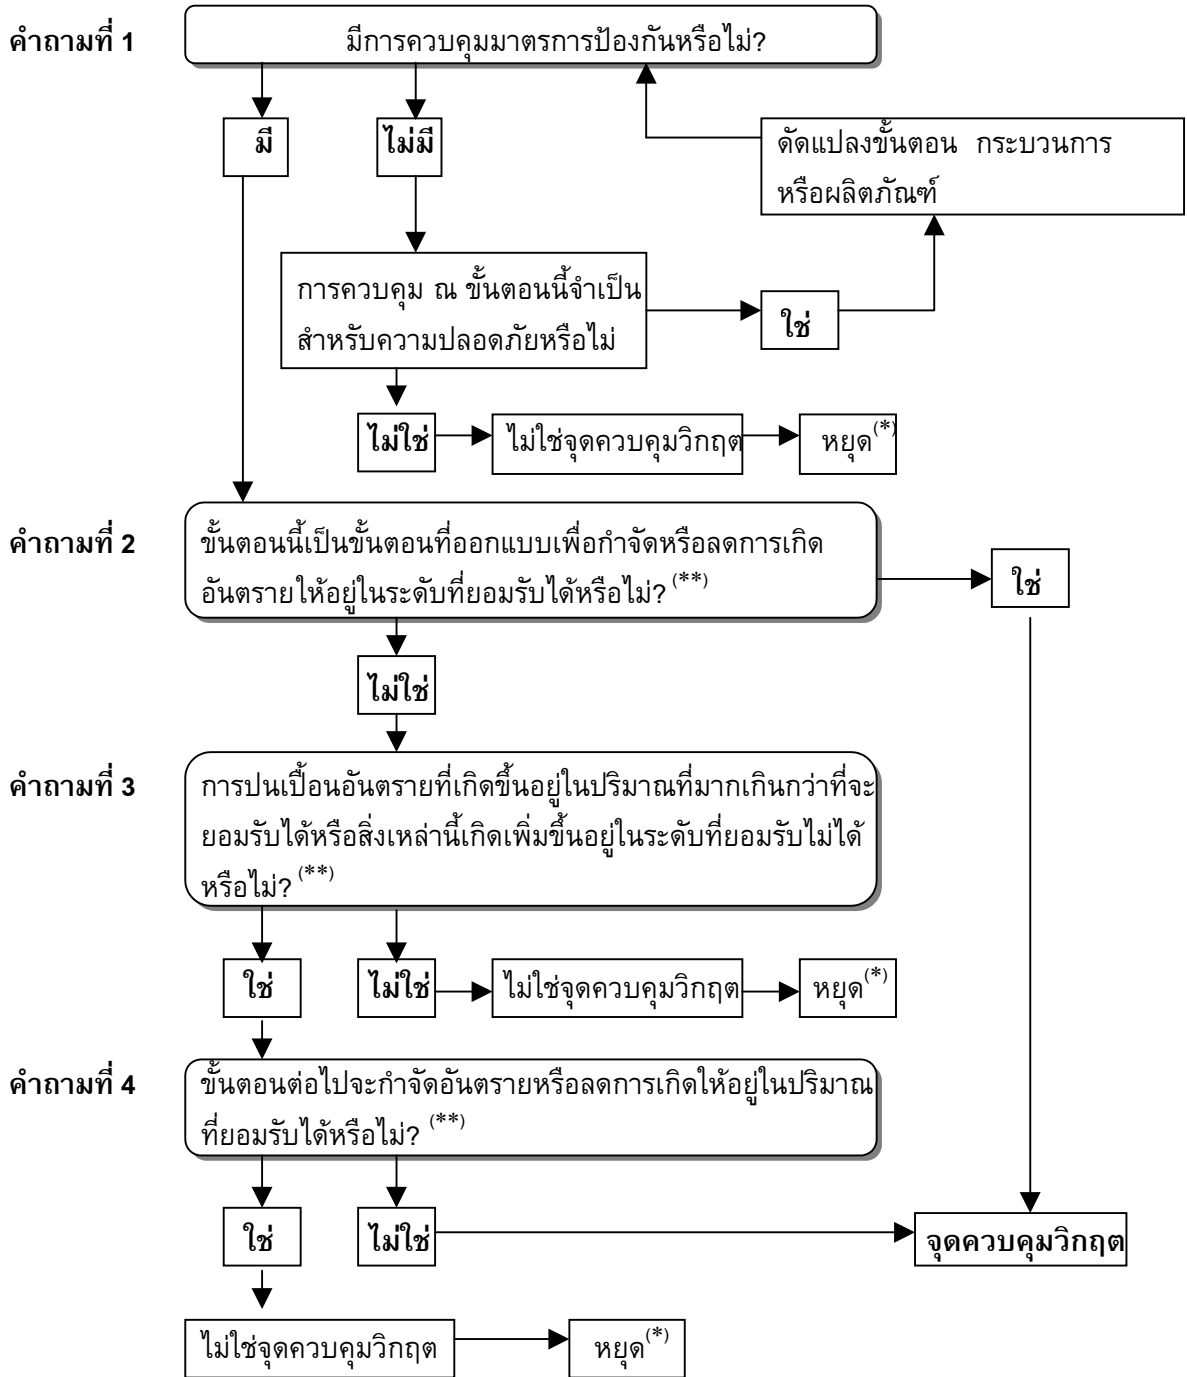 คำถามที่ 1
มีการควบคุมมาตรการป้องกันหรือไม่?
มี
ไม่มี
ดัดแปลงขั้นตอน กระบวนการ
หรือผลิตภัณฑ์
การควบคุม ณ ขั้นตอนนี้จำเป็น
สำหรับความปลอดภัยหรือไม่
ใช่
ไม่ใช่
ไม่ใช่จุดควบคุมวิกฤต
หยุด(*)
คำถามที่ 2
ขั้นตอนนี้เป็นขั้นตอนที่ออกแบบเพื่อกำจัดหรือลดการเกิด
อันตรายให้อยู่ในระดับที่ยอมรับได้หรือไม่? (**)
ใช่
ไม่ใช่
คำถามที่ 3
การปนเปื้อนอันตรายที่เกิดขึ้นอยู่ในปริมาณที่มากเกินกว่าที่จะ
ยอมรับได้หรือสิ่งเหล่านี้เกิดเพิ่มขึ้นอยู่ในระดับที่ยอมรับไม่ได้
หรือไม่? (**)
ใช่
ไม่ใช่
ไม่ใช่จุดควบคุมวิกฤต
หยุด(*)
คำถามที่ 4
ขั้นตอนต่อไปจะกำจัดอันตรายหรือลดการเกิดให้อยู่ในปริมาณ
ที่ยอมรับได้หรือไม่? (**)
ใช่
ไม่ใช่
จุดควบคุมวิกฤต
ไม่ใช่จุดควบคุมวิกฤต
หยุด(*)